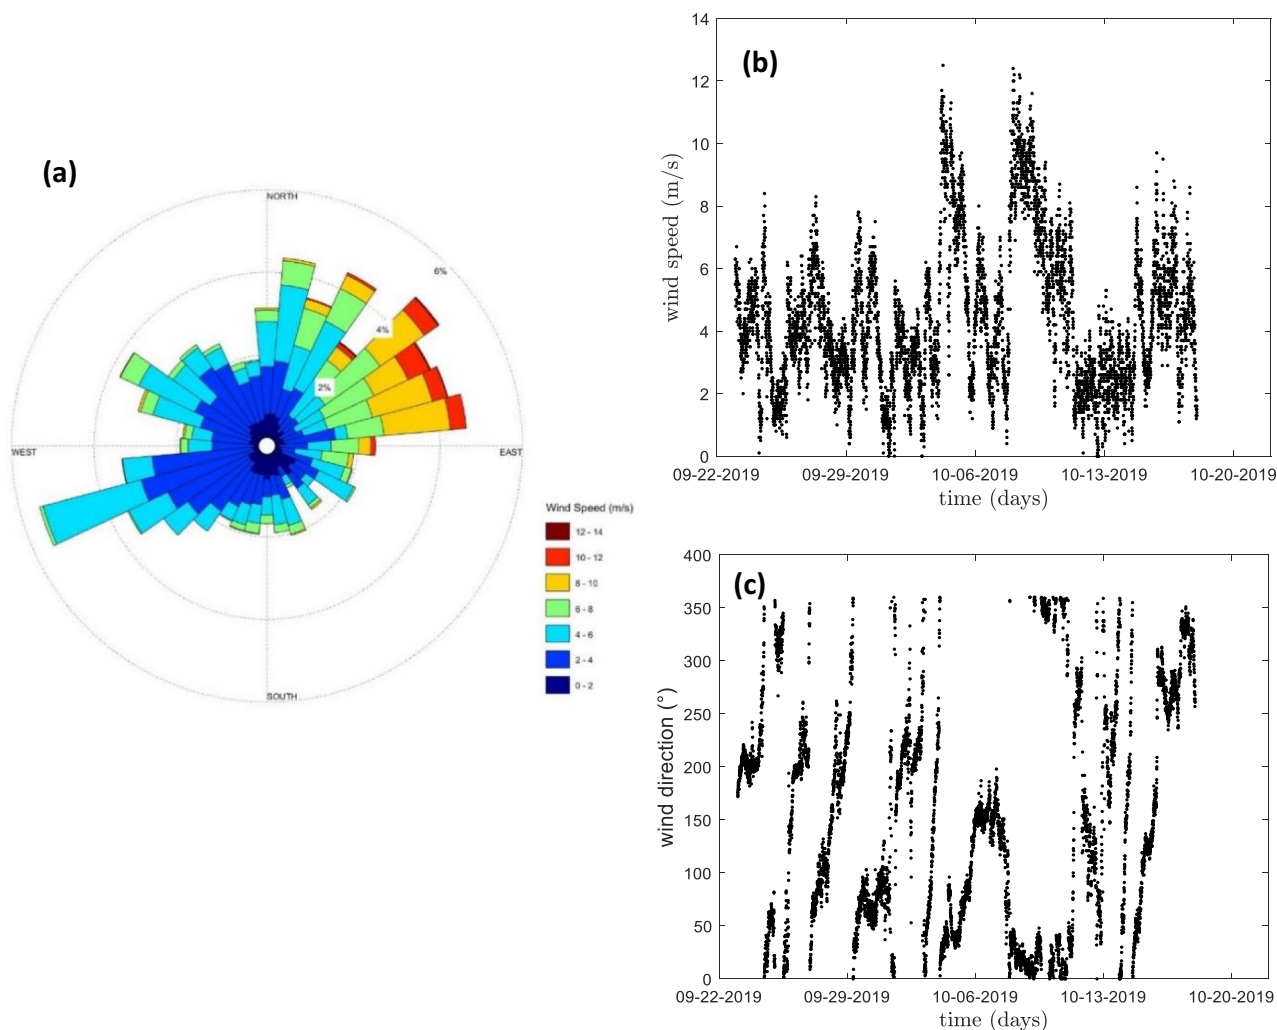 (a)
NORTH
6%
4%
2%
WEST
EAST
SOUTH
Wind Speed (m/s)
12 - 14
10 - 12
8 - 10
6 - 8
4 - 6
2 - 4
0 - 2
(b)
14
12
10
8
6
4
2
0
wind speed (m/s)
09-22-2019 09-29-2019 10-06-2019 10-13-2019 10-20-2019
time (days)
(c)
400
350
300
250
200
150
100
50
0
wind direction (°)
09-22-2019 09-29-2019 10-06-2019 10-13-2019 10-20-2019
time (days)